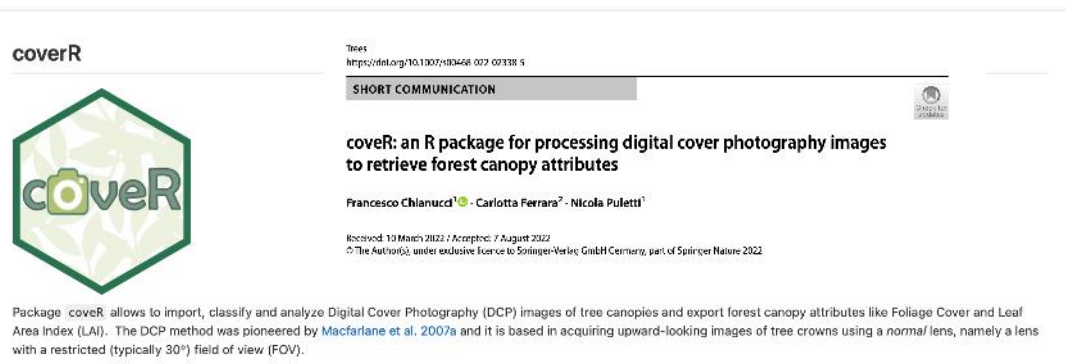 coverR
coveR
Trees
https://doi.org/10.1007/s00468-022-02338-5
SHORT COMMUNICATION
Check for
updates
coveR: an R package for processing digital cover photography images
to retrieve forest canopy attributes
Francesco Chianucci¹ · Carlotta Ferrara² · Nicola Puletti¹
Received: 10 March 2022 / Accepted: 7 August 2022
© The Author(s), under exclusive licence to Springer-Verlag GmbH Germany, part of Springer Nature 2022
Package coveR allows to import, classify and analyze Digital Cover Photography (DCP) images of tree canopies and export forest canopy attributes like Foliage Cover and Leaf
Area Index (LAI). The DCP method was pioneered by Macfarlane et al. 2007a and it is based in acquiring upward-looking images of tree crowns using a normal lens, namely a lens
with a restricted (typically 30°) field of view (FOV).